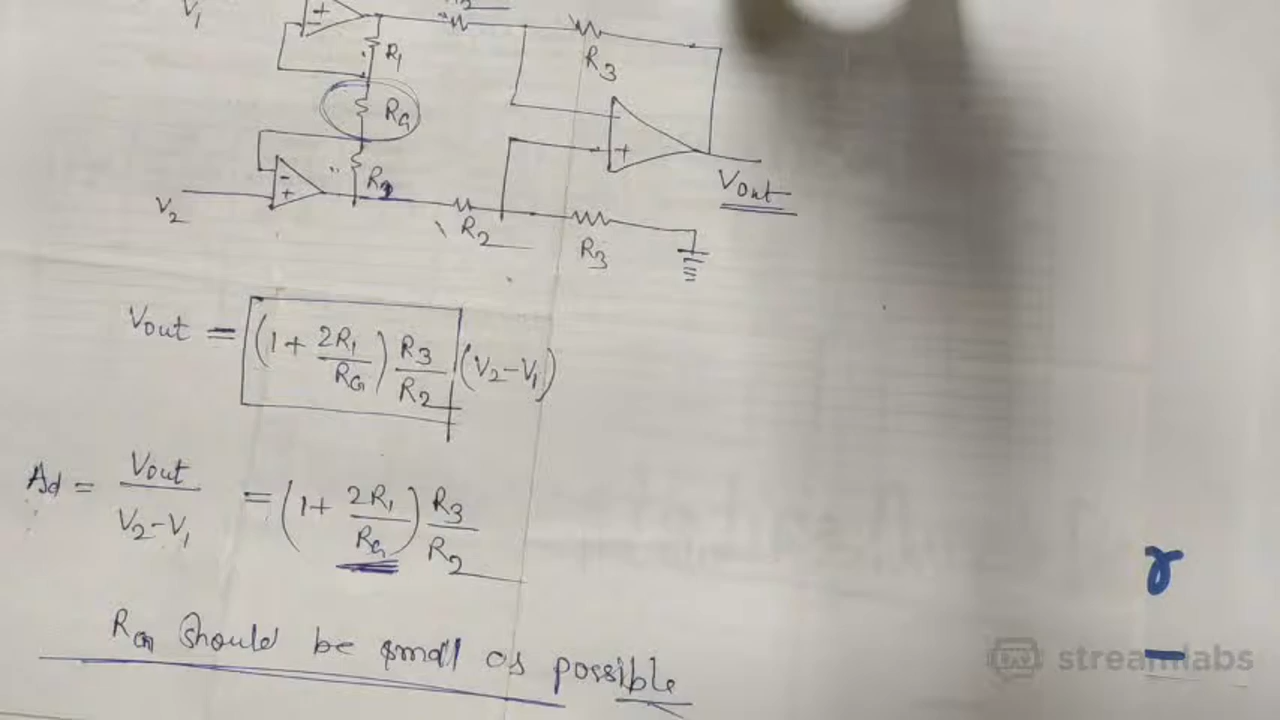 V1
+
-
R1
R3
RG
-
+
Vout
-
+
R1
V2
R2
R3
Vout = (1 + 2R1/RG) R3/R2 (V2-V1)
Ad = Vout/V2-V1 = (1+ 2R1/RG) R3/R2
RG should be small as possible
streamlabs